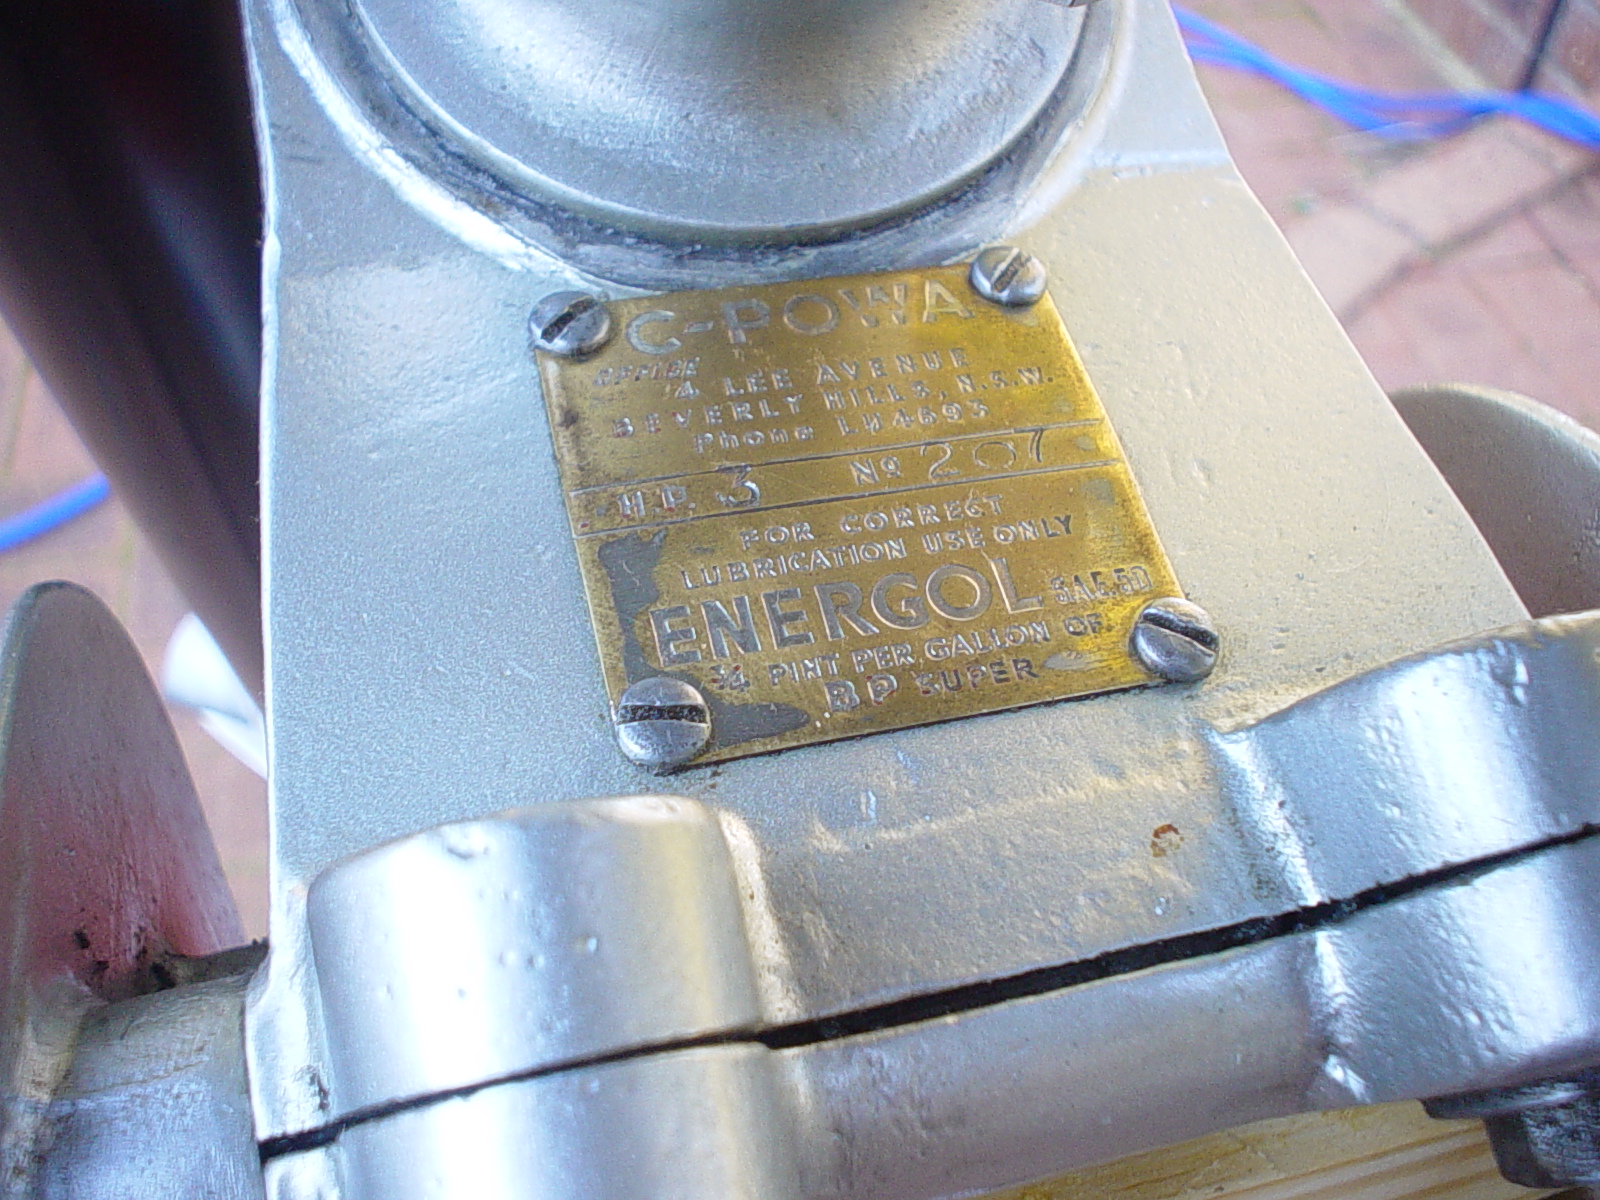 C-POWA
OFFICE
4 LEE AVENUE
BEVERLY HILLS, N.S.W.
Phone LU4693
H.P. 3 No 207
FOR CORRECT
LUBRICATION USE ONLY
ENERGOL S.A.E. 50
3/4 PINT PER GALLON OF
BP SUPER